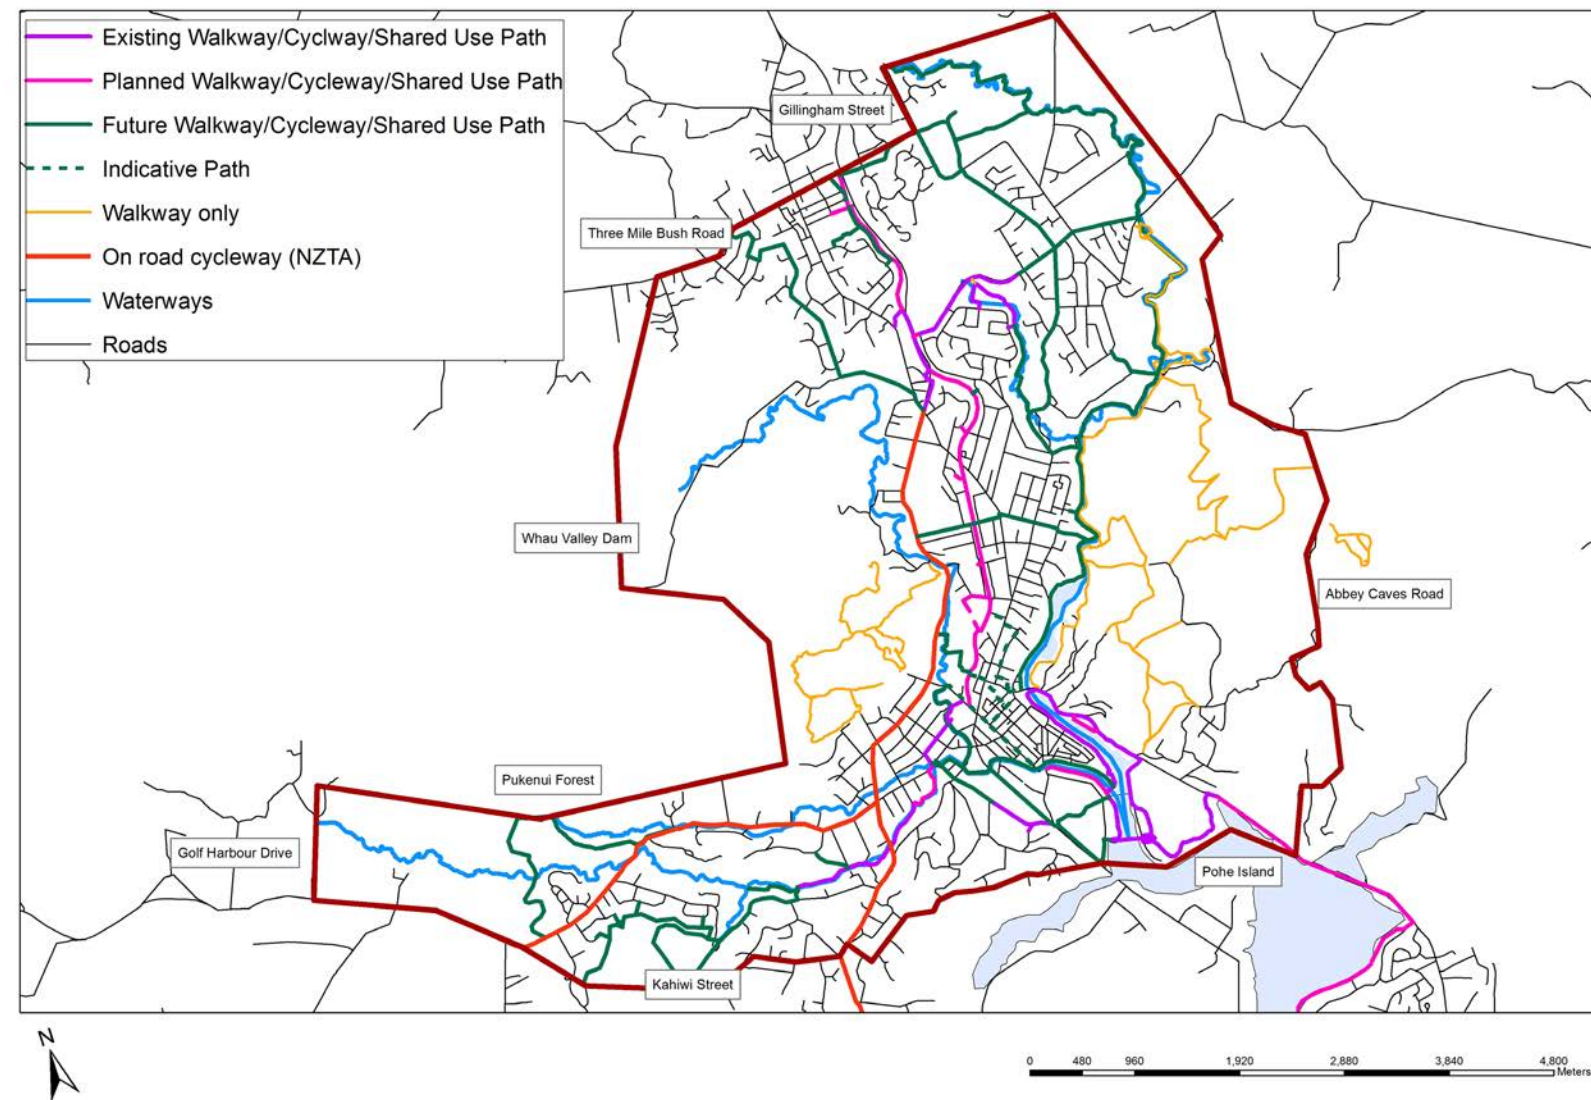 Existing Walkway/Cyclway/Shared Use Path
Planned Walkway/Cycleway/Shared Use Path
Future Walkway/Cycleway/Shared Use Path
Indicative Path
Walkway only
On road cycleway (NZTA)
Waterways
Roads
Gillingham Street
Three Mile Bush Road
Whau Valley Dam
Abbey Caves Road
Pukenui Forest
Golf Harbour Drive
Pohe Island
Kahiwi Street
N
0 480 960 1,920 2,880 3,840 4,800
Meters